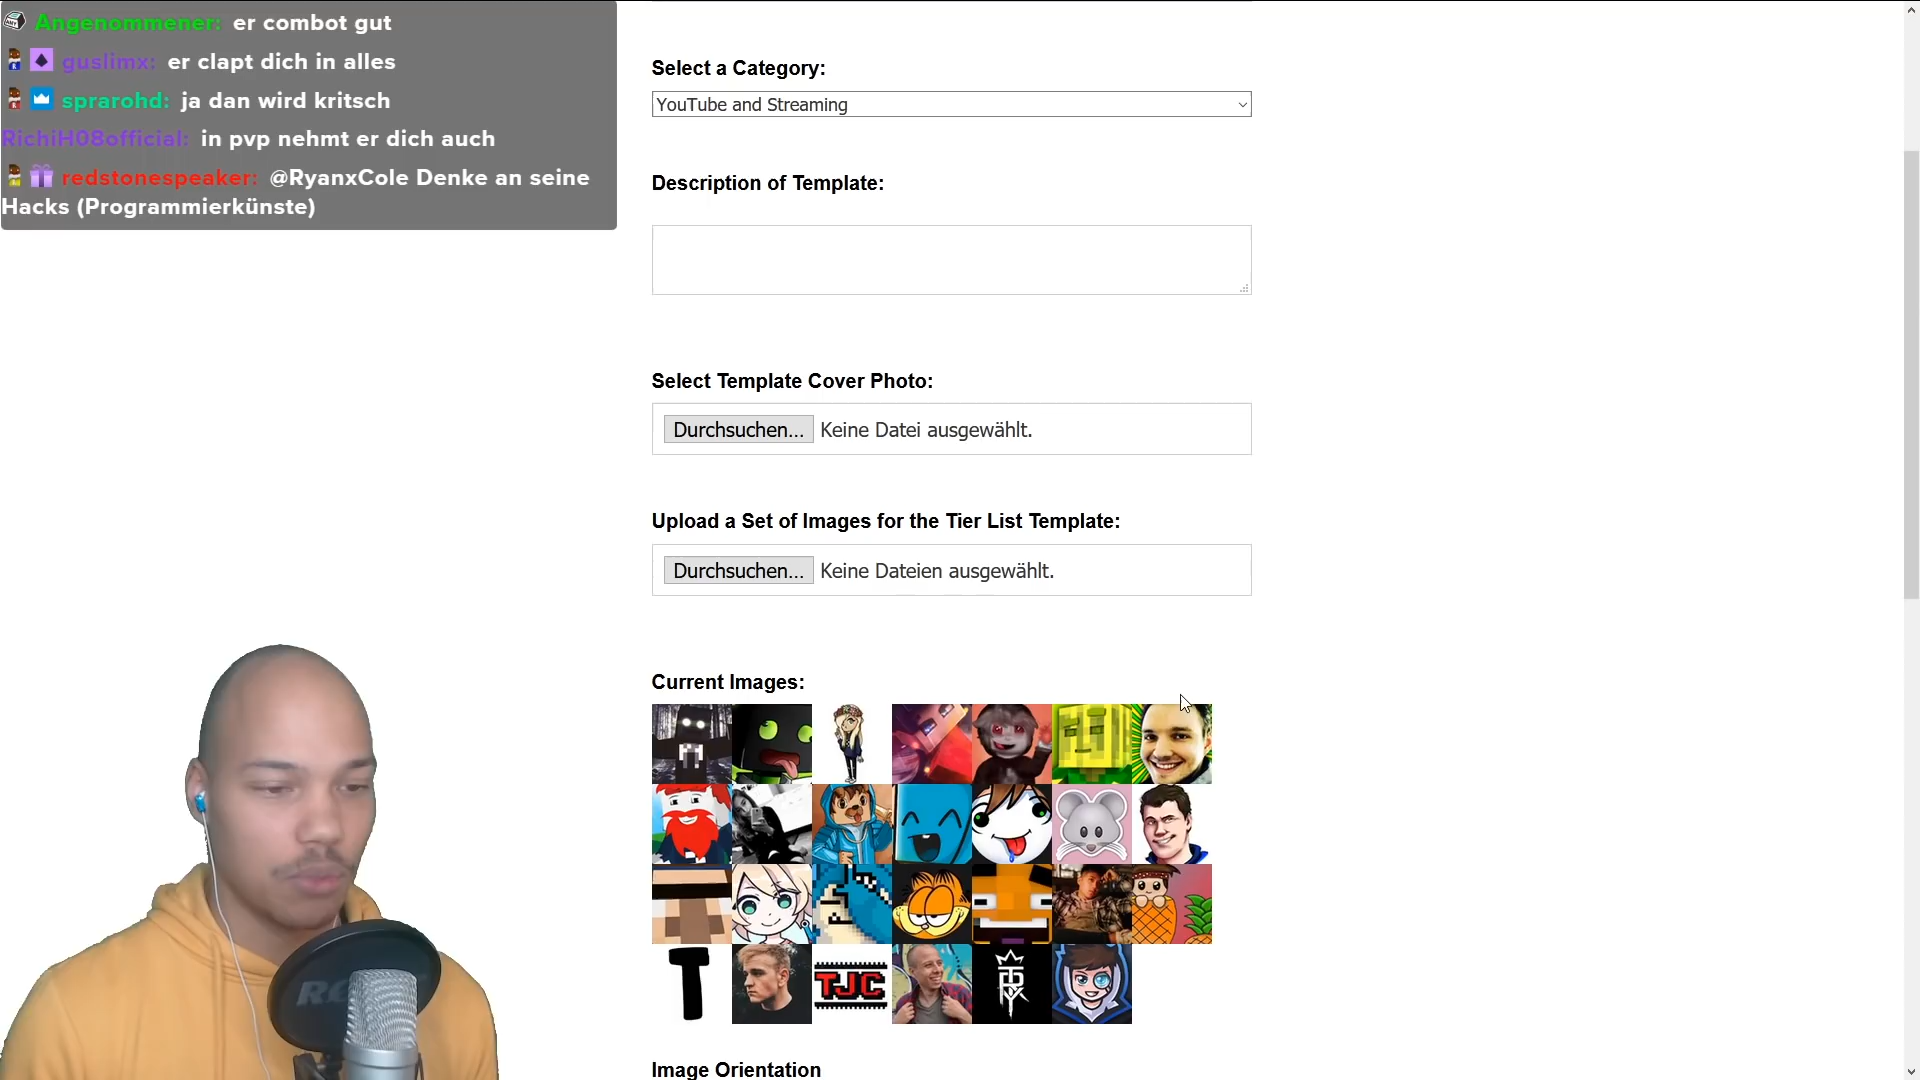 Angenommener: er combot gut
guslimx: er clapt dich in alles
sprarohd: ja dan wird kritsch
RichiH08official: in pvp nehmt er dich auch
redstonespeaker: @RyanxCole Denke an seine
Hacks (Programmierkünste)
Select a Category:
YouTube and Streaming
Description of Template:
Select Template Cover Photo:
Durchsuchen... Keine Datei ausgewählt.
Upload a Set of Images for the Tier List Template:
Durchsuchen... Keine Dateien ausgewählt.
Current Images:
T
TJC
Image Orientation